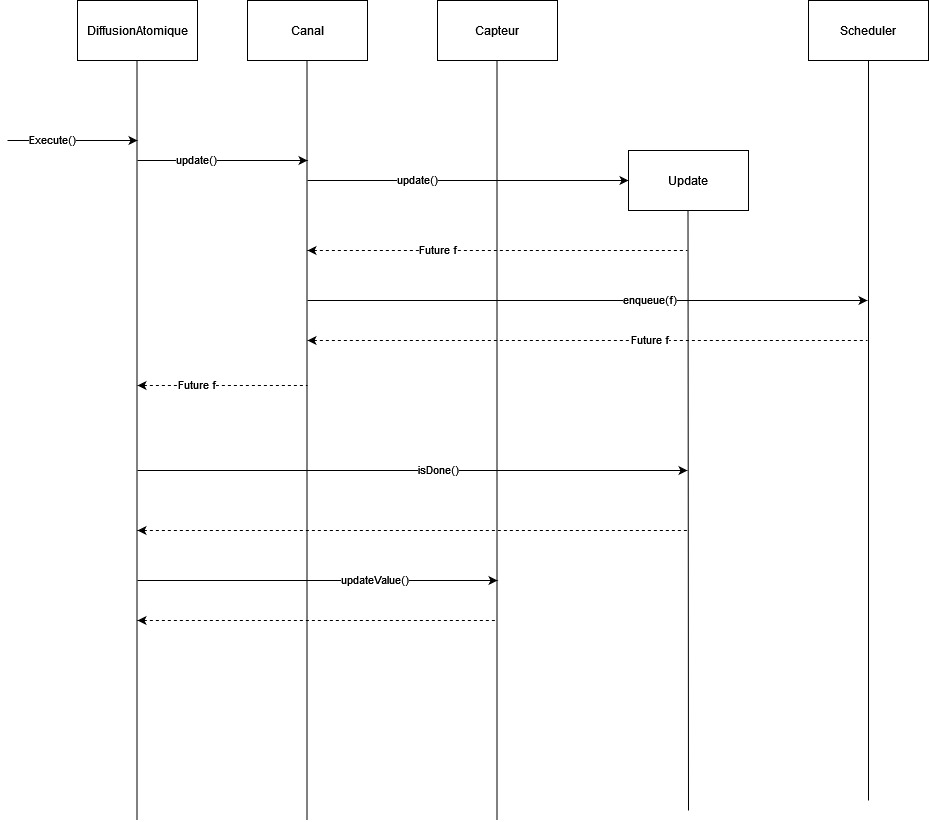 DiffusionAtomique
Canal
Capteur
Scheduler
Execute()
update()
update()
Update
Future f
enqueue(f)
Future f
Future f
isDone()
updateValue()